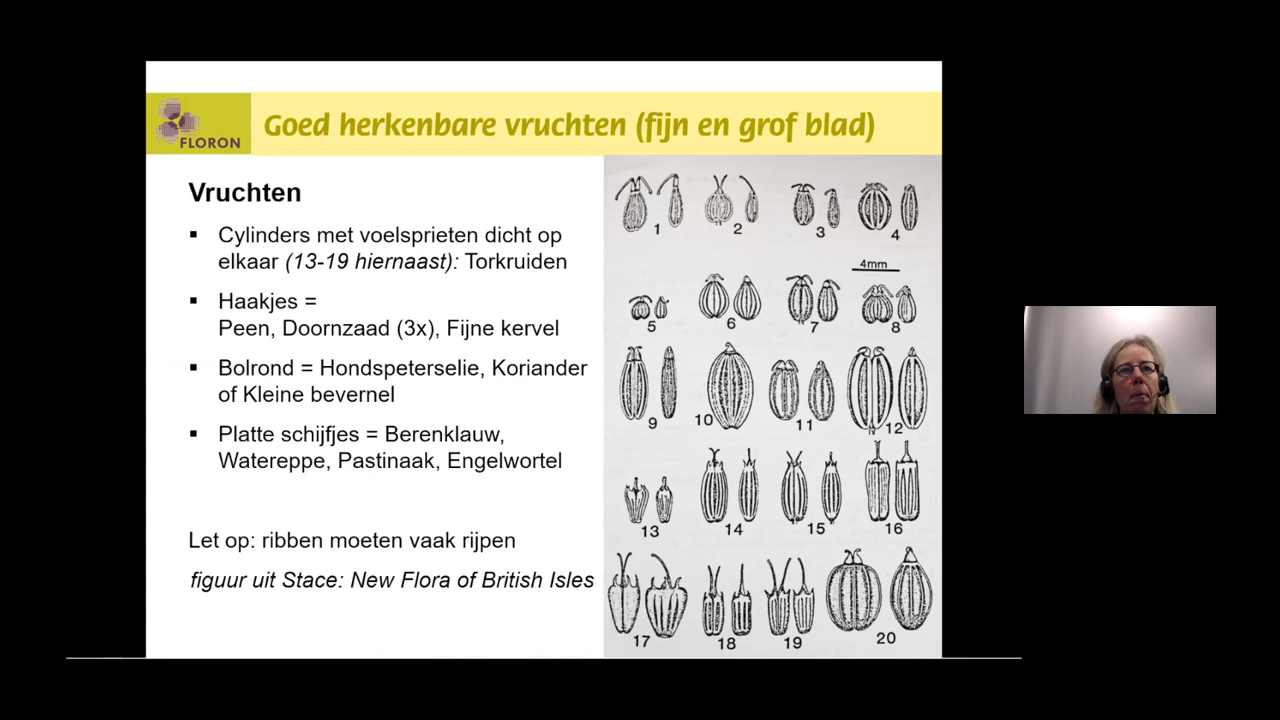 FLORON
Goed herkenbare vruchten (fijn en grof blad)
Vruchten
▪ Cylinders met voelsprieten dicht op
elkaar (13-19 hiernaast): Torkruiden
▪ Haakjes =
Peen, Doornzaad (3x), Fijne kervel
▪ Bolrond = Hondspeterselie, Koriander
of Kleine bevernel
▪ Platte schijfjes = Berenklauw,
Watereppe, Pastinaak, Engelwortel
Let op: ribben moeten vaak rijpen
figuur uit Stace: New Flora of British Isles
1 2 3 4
4mm
5 6 7 8
9 10 11 12
13 14 15 16
17 18 19 20